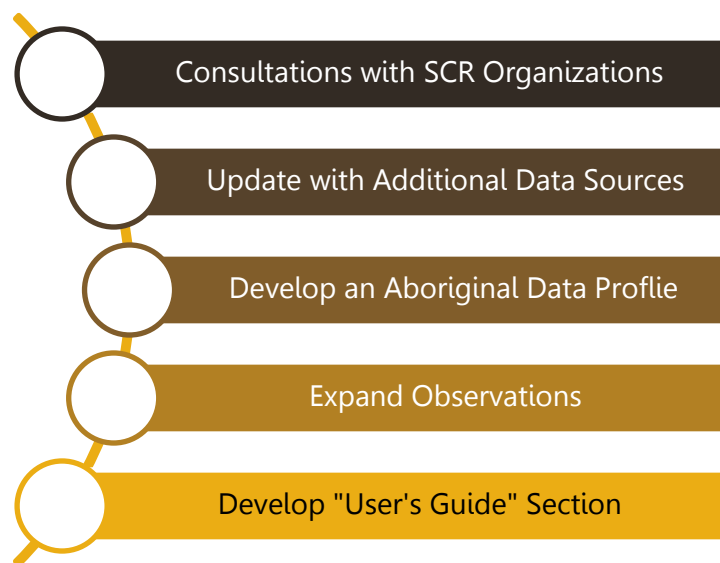 Consultations with SCR Organizations
Update with Additional Data Sources
Develop an Aboriginal Data Proflie
Expand Observations
Develop "User's Guide" Section